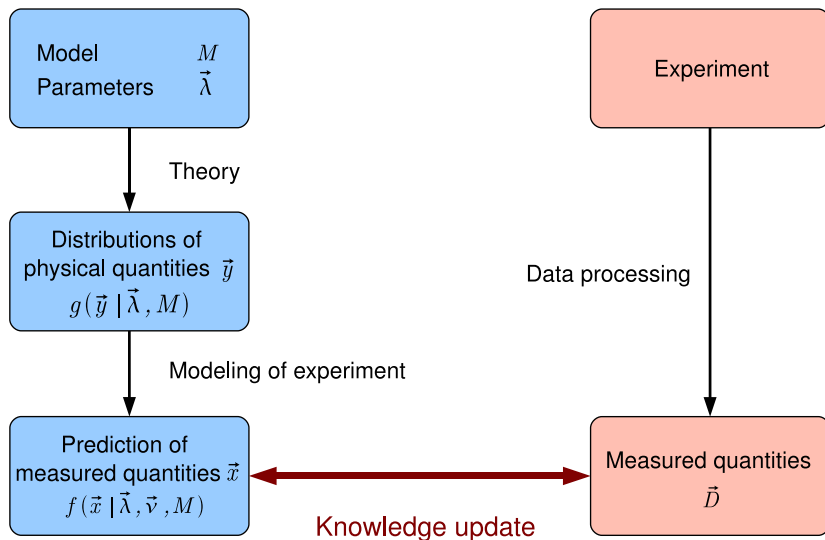 Model M
Parameters λ⃗
Theory
Distributions of
physical quantities y⃗
g(y⃗ | λ⃗, M)
Modeling of experiment
Prediction of
measured quantities x⃗
f(x⃗ | λ⃗, ν⃗, M)
Experiment
Data processing
Measured quantities
D⃗
Knowledge update